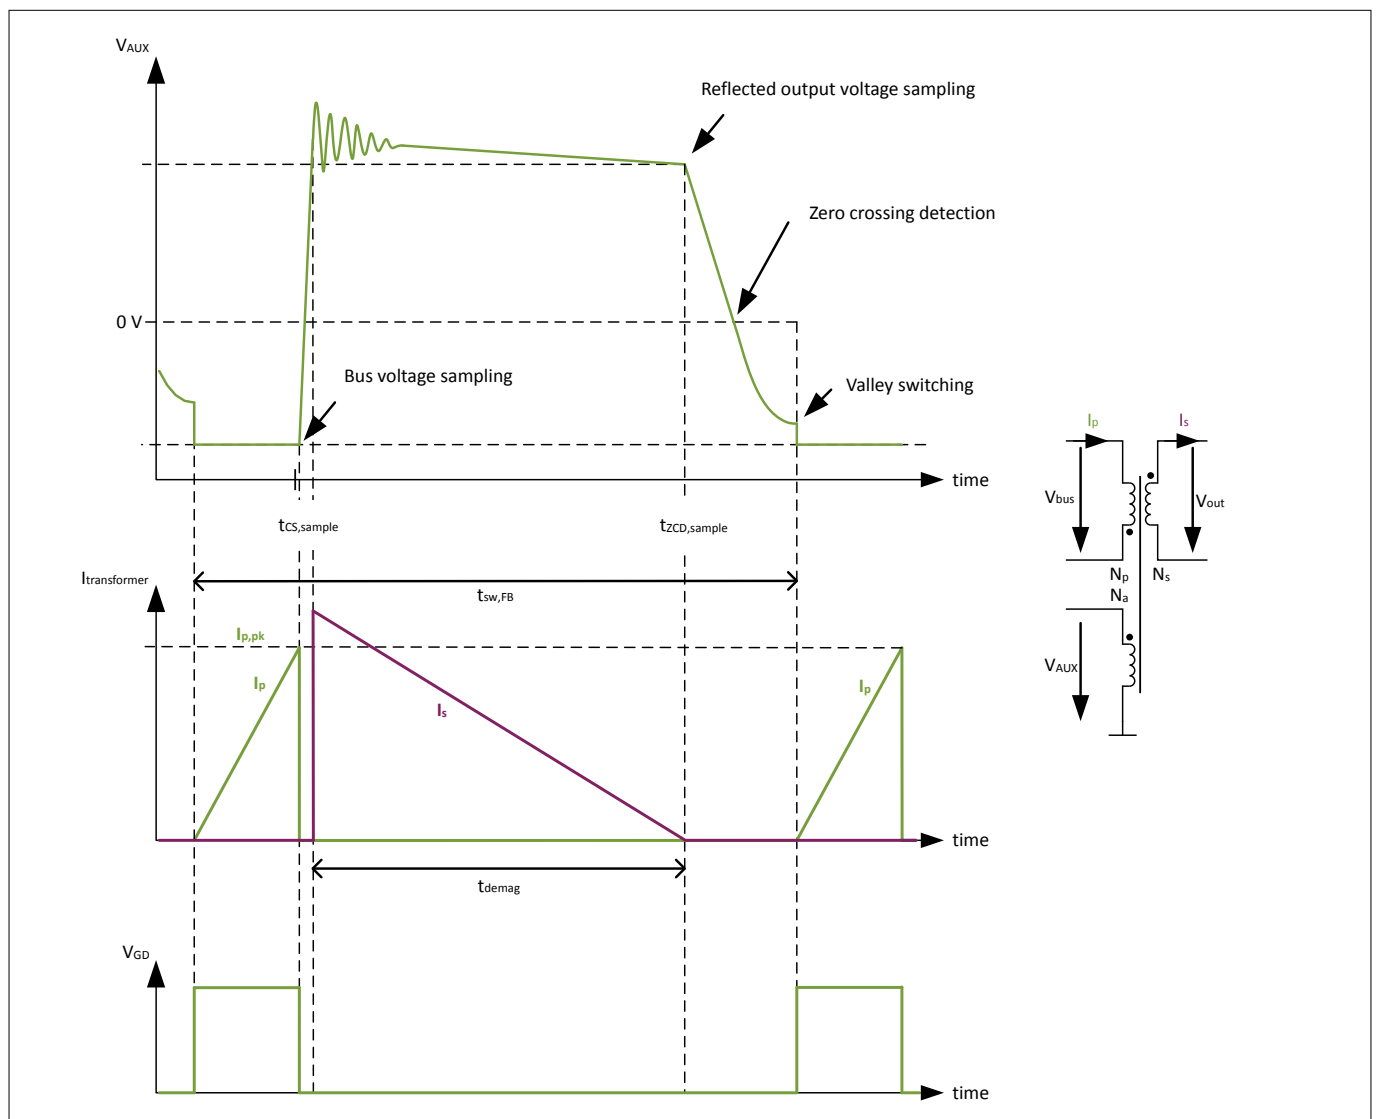 VAUX
Reflected output voltage sampling
Zero crossing detection
0 V
Bus voltage sampling
Valley switching
time
tCS,sample
tZCD,sample
Itransformer
tsw,FB
Ip,pk
Ip
Is
Ip
time
tdemag
VGD
time
Ip
Is
Vbus
Vout
Np
Ns
Na
VAUX